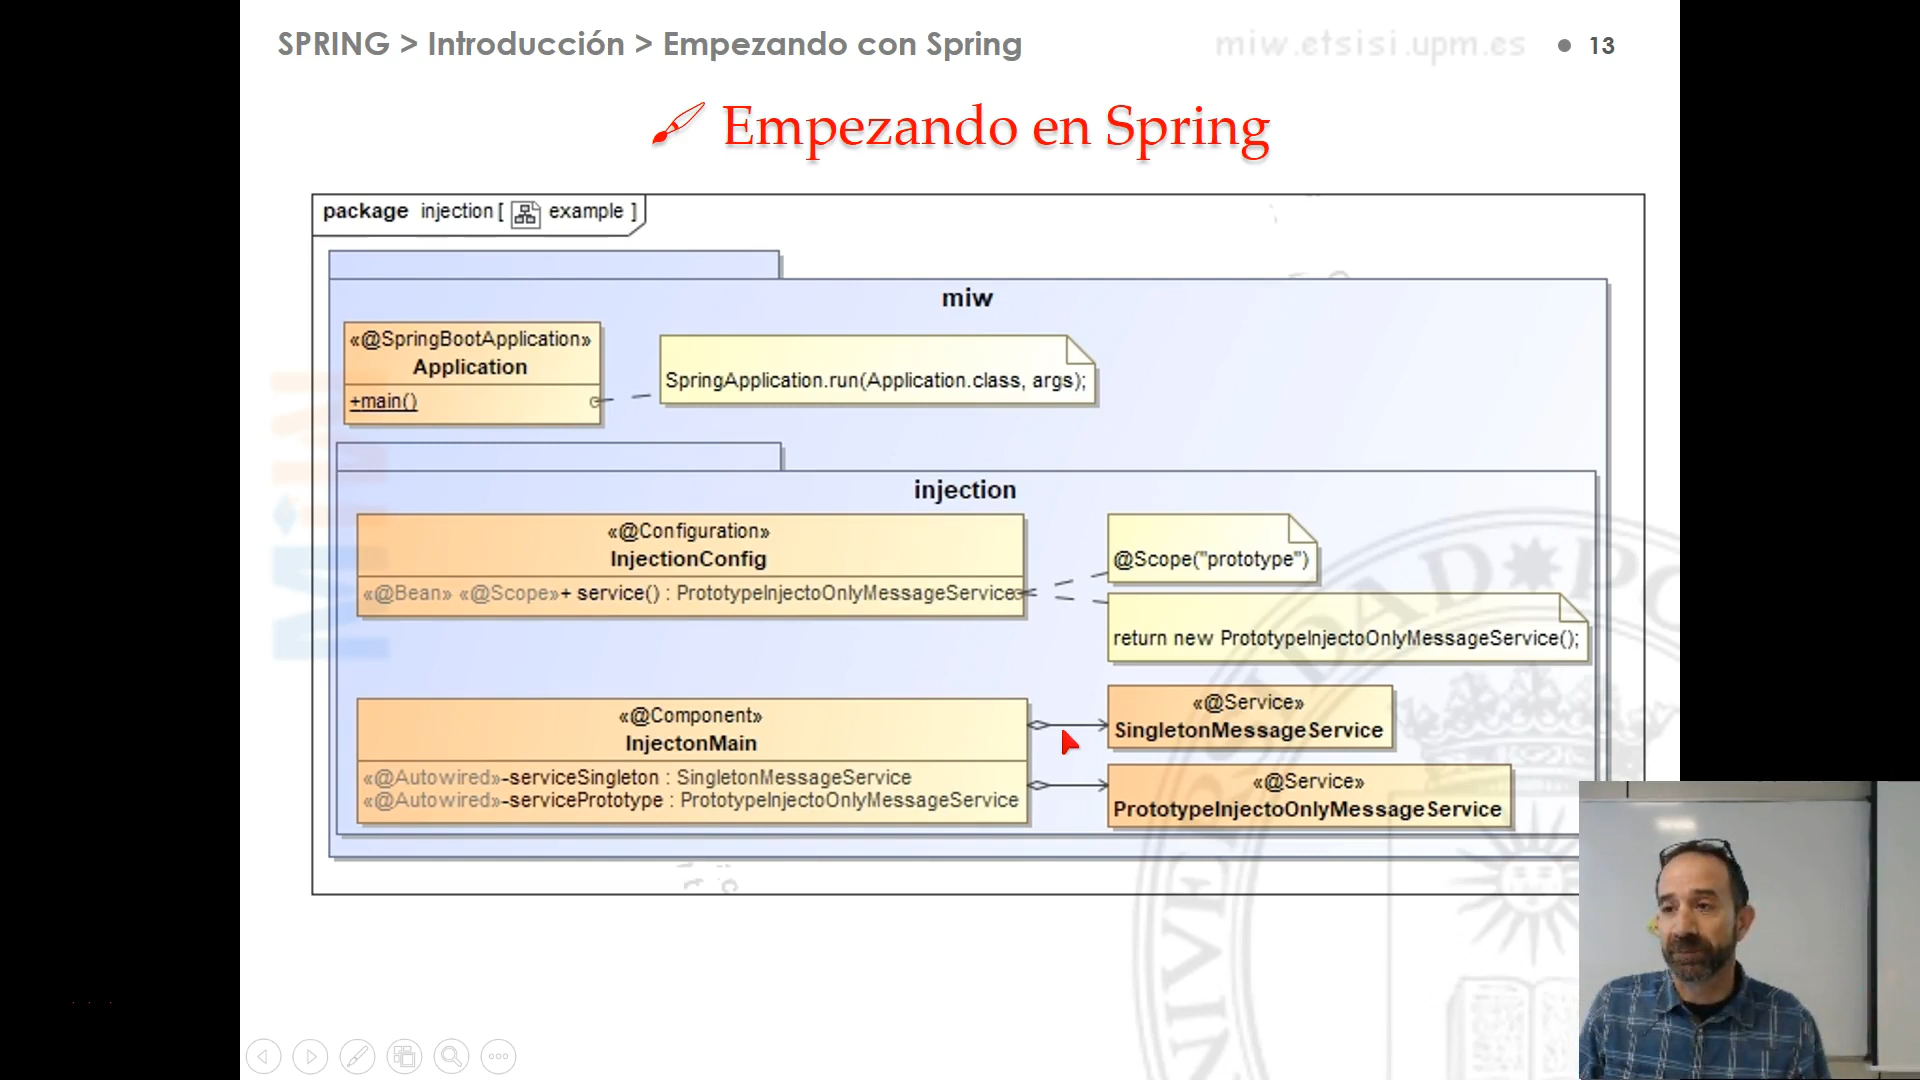 SPRING > Introducción > Empezando con Spring
miw.etsisi.upm.es
13
Empezando en Spring
package injection [ example ]
miw
«@SpringBootApplication»
Application
+main()
SpringApplication.run(Application.class, args);
injection
«@Configuration»
InjectionConfig
«@Bean» «@Scope»+ service() : PrototypeInjectoOnlyMessageService
@Scope("prototype")
return new PrototypeInjectoOnlyMessageService();
«@Component»
InjectonMain
«@Autowired»-serviceSingleton : SingletonMessageService
«@Autowired»-servicePrototype : PrototypeInjectoOnlyMessageService
«@Service»
SingletonMessageService
«@Service»
PrototypeInjectoOnlyMessageService